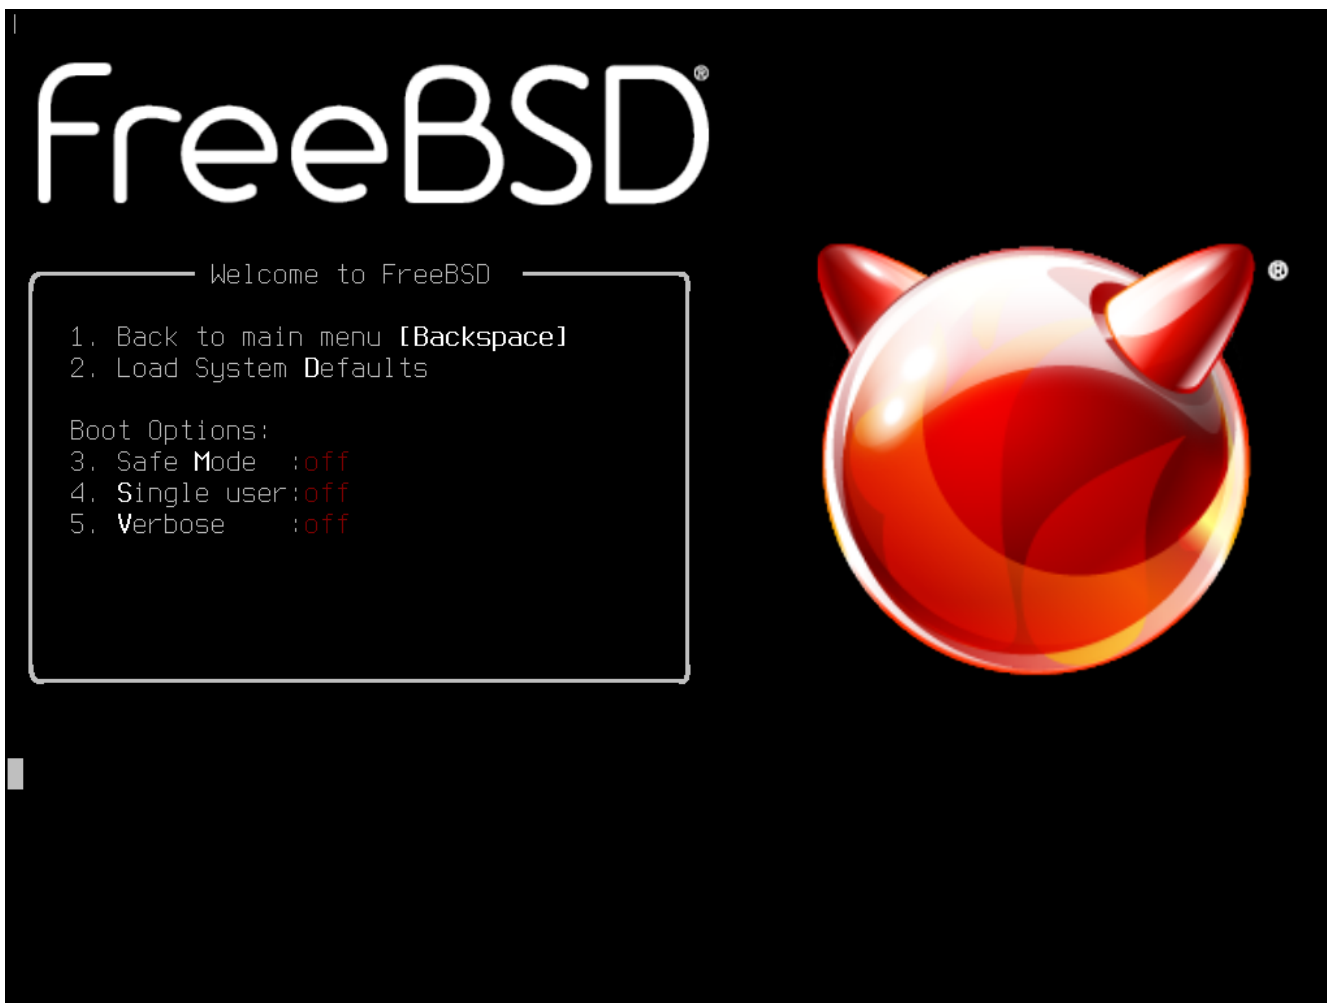 FreeBSD®
Welcome to FreeBSD
®
1. Back to main menu [Backspace]
2. Load System Defaults
Boot Options:
3. Safe Mode  :off
4. Single user:off
5. Verbose    :off